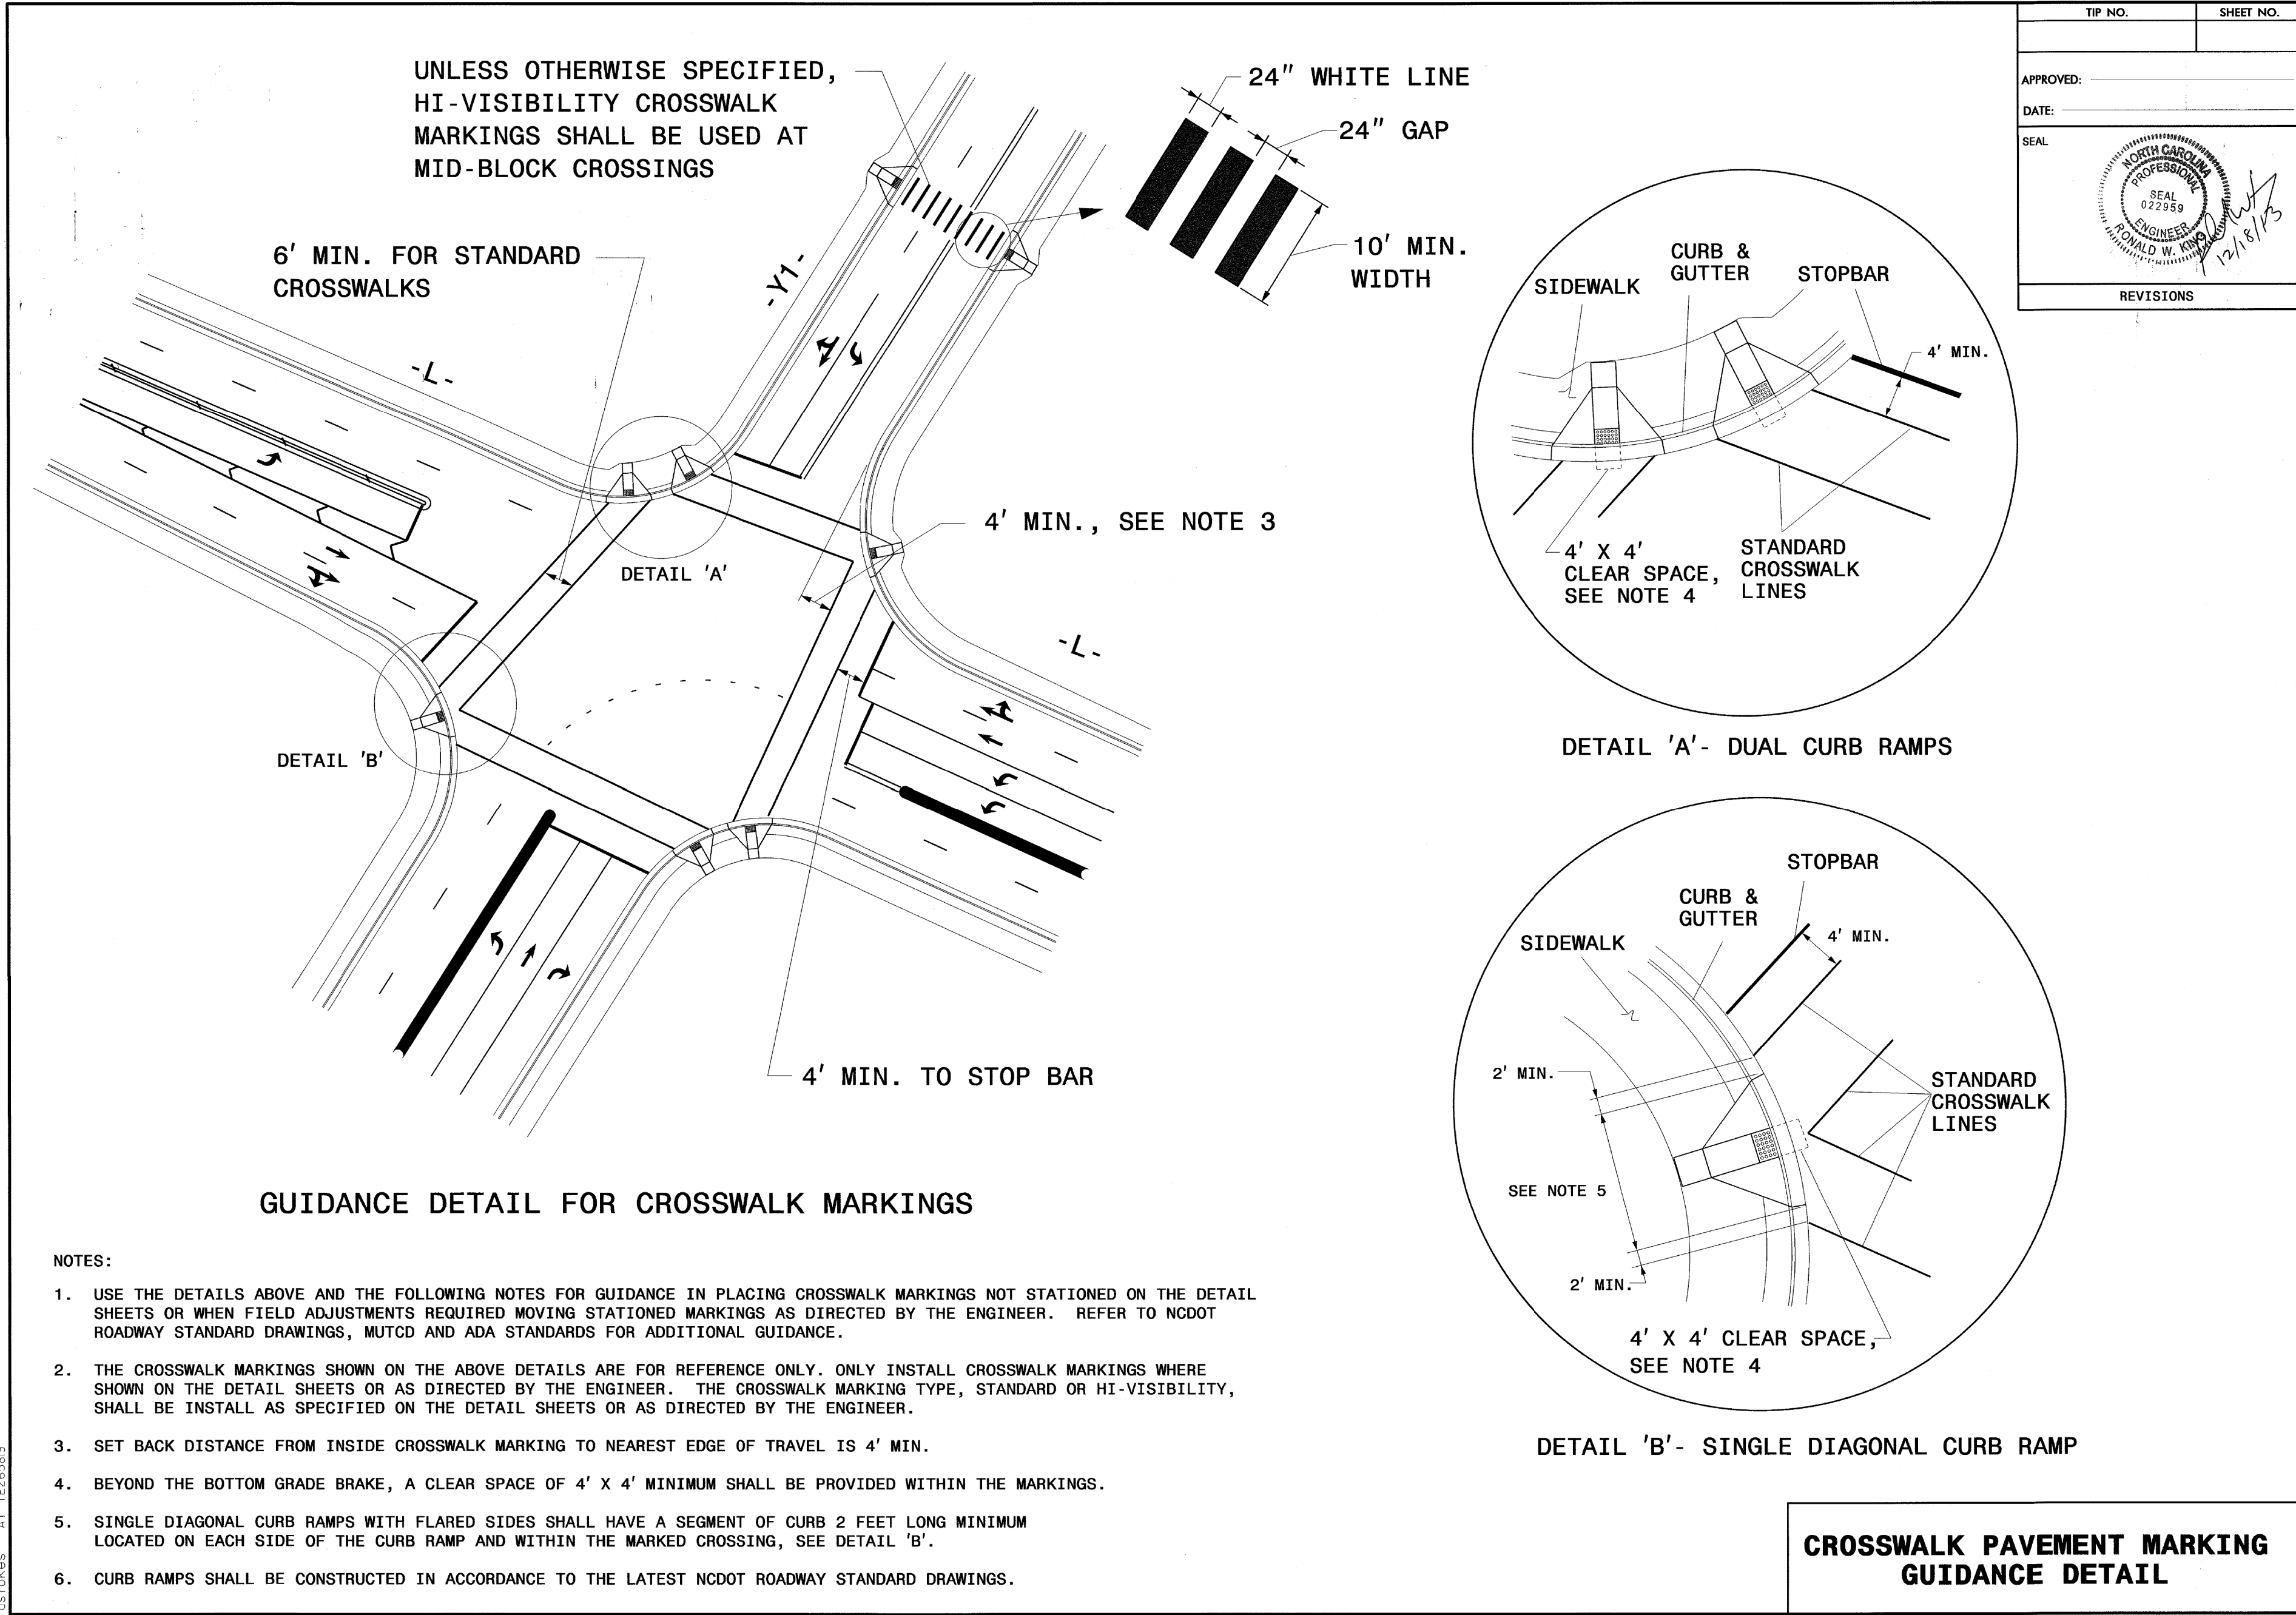 TIP NO.
SHEET NO.
APPROVED:
DATE:
SEAL
NORTH CAROLINA
PROFESSIONAL
SEAL
022959
ENGINEER
RONALD W. KING
12/18/13
REVISIONS
UNLESS OTHERWISE SPECIFIED,
HI-VISIBILITY CROSSWALK
MARKINGS SHALL BE USED AT
MID-BLOCK CROSSINGS
24" WHITE LINE
24" GAP
10' MIN.
WIDTH
6' MIN. FOR STANDARD
CROSSWALKS
-Y1-
-L-
4' MIN., SEE NOTE 3
DETAIL 'A'
-L-
DETAIL 'B'
4' MIN. TO STOP BAR
SIDEWALK
CURB &
GUTTER
STOPBAR
4' MIN.
4' X 4'
CLEAR SPACE,
SEE NOTE 4
STANDARD
CROSSWALK
LINES
DETAIL 'A'- DUAL CURB RAMPS
STOPBAR
CURB &
GUTTER
SIDEWALK
4' MIN.
2' MIN.
STANDARD
CROSSWALK
LINES
SEE NOTE 5
2' MIN.
4' X 4' CLEAR SPACE,
SEE NOTE 4
DETAIL 'B'- SINGLE DIAGONAL CURB RAMP
GUIDANCE DETAIL FOR CROSSWALK MARKINGS
NOTES:
1. USE THE DETAILS ABOVE AND THE FOLLOWING NOTES FOR GUIDANCE IN PLACING CROSSWALK MARKINGS NOT STATIONED ON THE DETAIL
SHEETS OR WHEN FIELD ADJUSTMENTS REQUIRED MOVING STATIONED MARKINGS AS DIRECTED BY THE ENGINEER. REFER TO NCDOT
ROADWAY STANDARD DRAWINGS, MUTCD AND ADA STANDARDS FOR ADDITIONAL GUIDANCE.
2. THE CROSSWALK MARKINGS SHOWN ON THE ABOVE DETAILS ARE FOR REFERENCE ONLY. ONLY INSTALL CROSSWALK MARKINGS WHERE
SHOWN ON THE DETAIL SHEETS OR AS DIRECTED BY THE ENGINEER. THE CROSSWALK MARKING TYPE, STANDARD OR HI-VISIBILITY,
SHALL BE INSTALL AS SPECIFIED ON THE DETAIL SHEETS OR AS DIRECTED BY THE ENGINEER.
3. SET BACK DISTANCE FROM INSIDE CROSSWALK MARKING TO NEAREST EDGE OF TRAVEL IS 4' MIN.
4. BEYOND THE BOTTOM GRADE BRAKE, A CLEAR SPACE OF 4' X 4' MINIMUM SHALL BE PROVIDED WITHIN THE MARKINGS.
5. SINGLE DIAGONAL CURB RAMPS WITH FLARED SIDES SHALL HAVE A SEGMENT OF CURB 2 FEET LONG MINIMUM
LOCATED ON EACH SIDE OF THE CURB RAMP AND WITHIN THE MARKED CROSSING, SEE DETAIL 'B'.
6. CURB RAMPS SHALL BE CONSTRUCTED IN ACCORDANCE TO THE LATEST NCDOT ROADWAY STANDARD DRAWINGS.
CROSSWALK PAVEMENT MARKING
GUIDANCE DETAIL